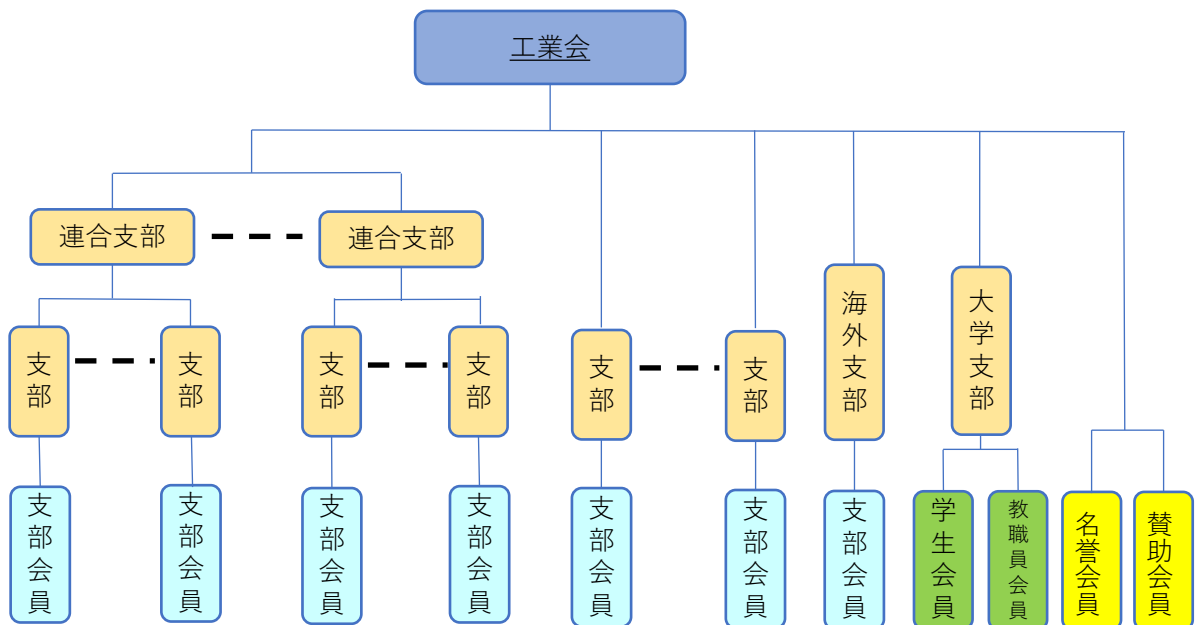 工業会
連合支部
連合支部
海外支部
大学支部
支部
支部
支部
支部
支部
支部
支部会員
支部会員
支部会員
支部会員
支部会員
支部会員
支部会員
学生会員
教職員会員
名誉会員
賛助会員